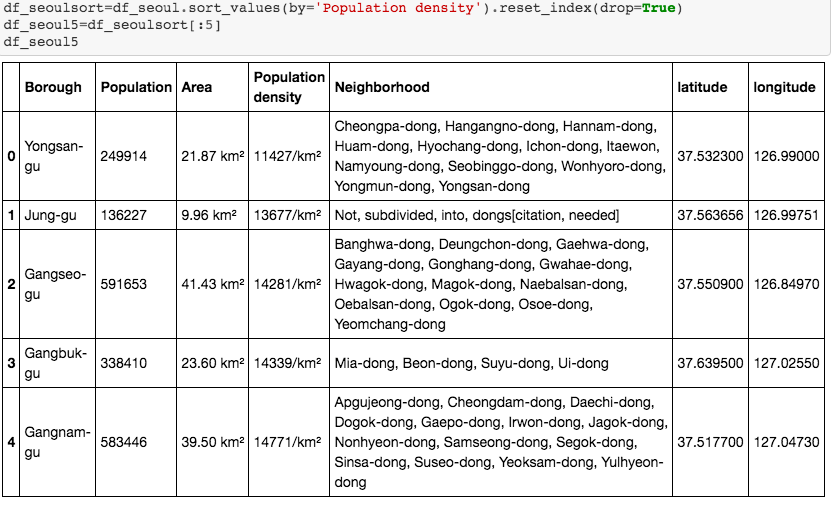 df_seoulsort=df_seoul.sort_values(by='Population density').reset_index(drop=True)
df_seoul5=df_seoulsort[:5]
df_seoul5
Borough Population Area Population density Neighborhood latitude longitude
0 Yongsan-gu 249914 21.87 km² 11427/km² Cheongpa-dong, Hangangno-dong, Hannam-dong,
Huam-dong, Hyochang-dong, Ichon-dong, Itaewon,
Namyoung-dong, Seobinggo-dong, Wonhyoro-dong,
Yongmun-dong, Yongsan-dong 37.532300 126.99000
1 Jung-gu 136227 9.96 km² 13677/km² Not, subdivided, into, dongs[citation, needed] 37.563656 126.99751
2 Gangseo-gu 591653 41.43 km² 14281/km² Banghwa-dong, Deungchon-dong, Gaehwa-dong,
Gayang-dong, Gonghang-dong, Gwahae-dong,
Hwagok-dong, Magok-dong, Naebalsan-dong,
Oebalsan-dong, Ogok-dong, Osoe-dong,
Yeomchang-dong 37.550900 126.84970
3 Gangbuk-gu 338410 23.60 km² 14339/km² Mia-dong, Beon-dong, Suyu-dong, Ui-dong 37.639500 127.02550
4 Gangnam-gu 583446 39.50 km² 14771/km² Apgujeong-dong, Cheongdam-dong, Daechi-dong,
Dogok-dong, Gaepo-dong, Irwon-dong, Jagok-dong,
Nonhyeon-dong, Samseong-dong, Segok-dong,
Sinsa-dong, Suseo-dong, Yeoksam-dong, Yulhyeon-
dong 37.517700 127.04730